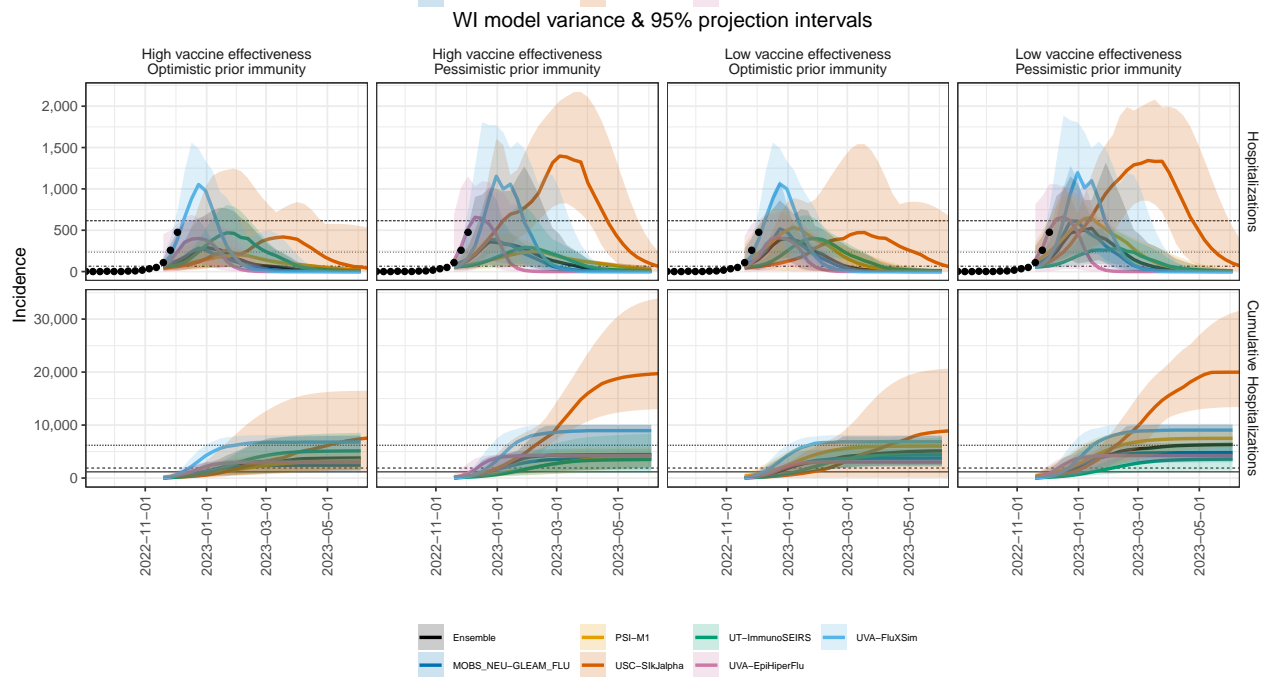 WI model variance & 95% projection intervals
High vaccine effectiveness
Optimistic prior immunity
High vaccine effectiveness
Pessimistic prior immunity
Low vaccine effectiveness
Optimistic prior immunity
Low vaccine effectiveness
Pessimistic prior immunity
Incidence
2,000
1,500
1,000
500
0
Hospitalizations
30,000
20,000
10,000
0
Cumulative Hospitalizations
2022−11−01
2023−01−01
2023−03−01
2023−05−01
2022−11−01
2023−01−01
2023−03−01
2023−05−01
2022−11−01
2023−01−01
2023−03−01
2023−05−01
2022−11−01
2023−01−01
2023−03−01
2023−05−01
Ensemble
PSI−M1
UT−ImmunoSEIRS
UVA−FluXSim
MOBS_NEU−GLEAM_FLU
USC−SIkJalpha
UVA−EpiHiperFlu